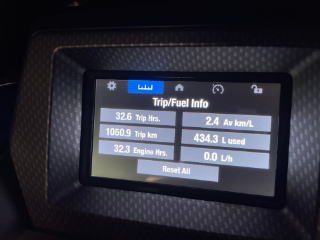 Trip/Fuel Info
32.6 Trip Hrs.
2.4 Av km/L
1050.9 Trip km
434.3 L used
32.3 Engine Hrs.
0.0 L/h
Reset All